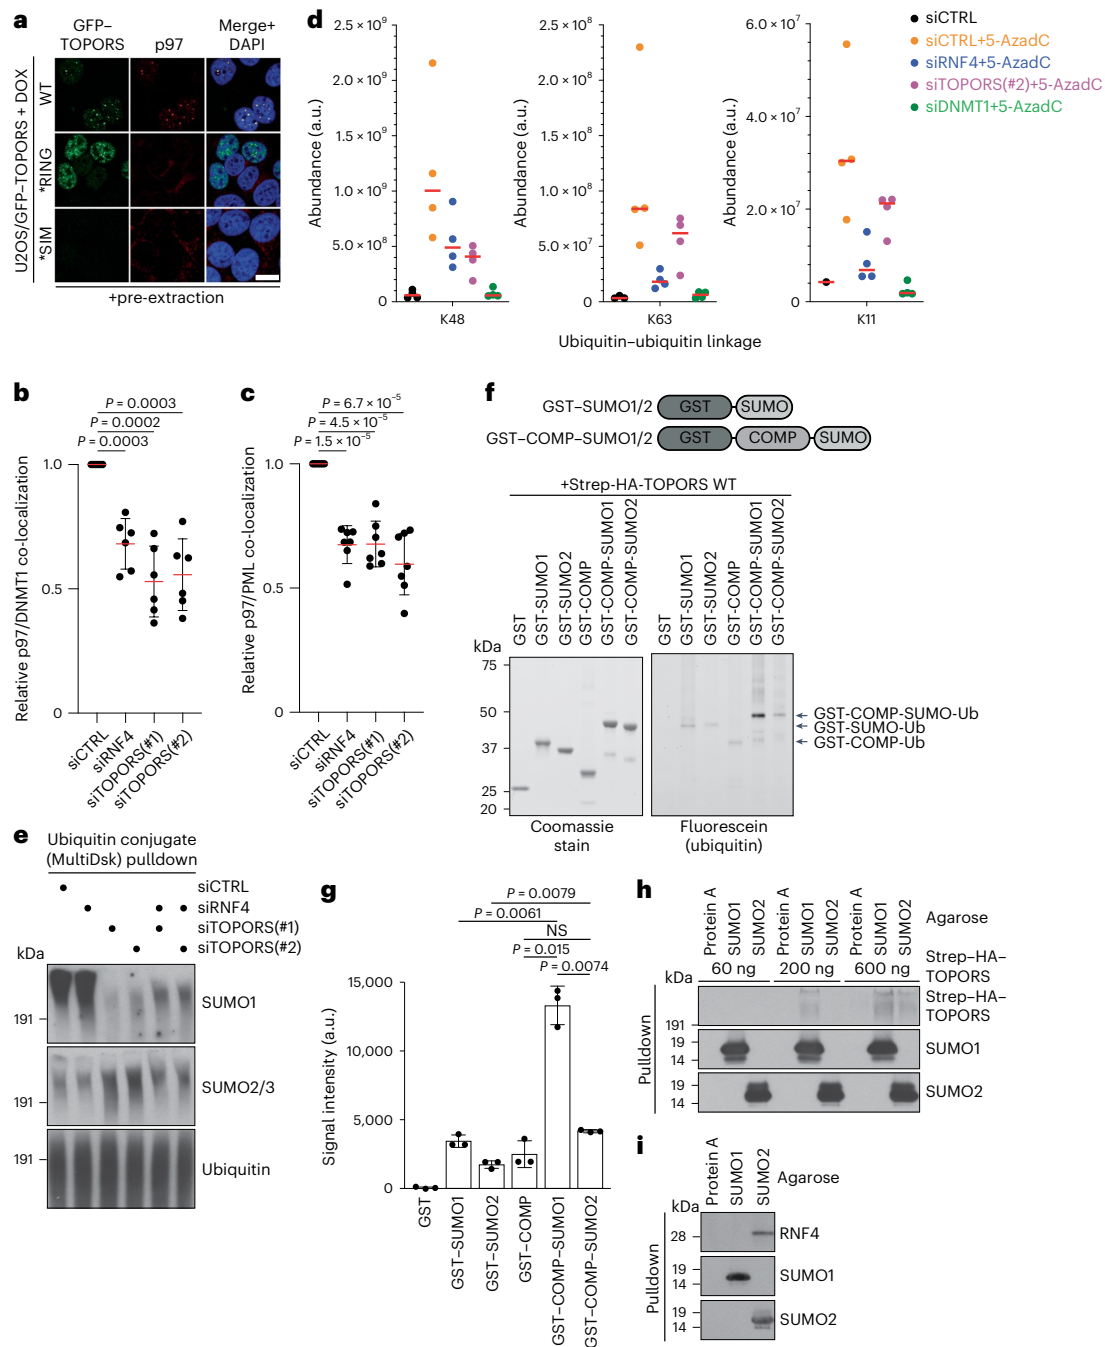 a
GFP–
TOPORS
p97
Merge+
DAPI
U2OS/GFP–TOPORS + DOX
WT
*RING
*SIM
+pre-extraction
d
Abundance (a.u.)
2.5 × 10⁹
2.0 × 10⁹
1.5 × 10⁹
1.0 × 10⁹
5.0 × 10⁸
0
K48
Abundance (a.u.)
2.5 × 10⁸
2.0 × 10⁸
1.5 × 10⁸
1.0 × 10⁸
5.0 × 10⁷
0
K63
Abundance (a.u.)
6.0 × 10⁷
4.0 × 10⁷
2.0 × 10⁷
0
K11
Ubiquitin–ubiquitin linkage
siCTRL
siCTRL+5-AzadC
siRNF4+5-AzadC
siTOPORS(#2)+5-AzadC
siDNMT1+5-AzadC
b
P = 0.0003
P = 0.0002
P = 0.0003
Relative p97/DNMT1 co-localization
1.0
0.5
0
siCTRL
siRNF4
siTOPORS(#1)
siTOPORS(#2)
c
P = 6.7 × 10⁻⁵
P = 4.5 × 10⁻⁵
P = 1.5 × 10⁻⁵
Relative p97/PML co-localization
1.0
0.5
0
siCTRL
siRNF4
siTOPORS(#1)
siTOPORS(#2)
f
GST–SUMO1/2
GST
SUMO
GST–COMP–SUMO1/2
GST
COMP
SUMO
+Strep-HA-TOPORS WT
GST
GST-SUMO1
GST-SUMO2
GST-COMP
GST-COMP-SUMO1
GST-COMP-SUMO2
GST
GST-SUMO1
GST-SUMO2
GST-COMP
GST-COMP-SUMO1
GST-COMP-SUMO2
kDa
75
50
37
25
20
GST-COMP-SUMO-Ub
GST-SUMO-Ub
GST-COMP-Ub
Coomassie
stain
Fluorescein
(ubiquitin)
e
Ubiquitin conjugate
(MultiDsk) pulldown
siCTRL
siRNF4
siTOPORS(#1)
siTOPORS(#2)
kDa
191
SUMO1
191
SUMO2/3
191
Ubiquitin
g
P = 0.0079
P = 0.0061
NS
P = 0.015
P = 0.0074
Signal intensity (a.u.)
15,000
10,000
5,000
0
GST
GST–SUMO1
GST–SUMO2
GST–COMP
GST–COMP–SUMO1
GST–COMP–SUMO2
h
Protein A
SUMO1
SUMO2
Protein A
SUMO1
SUMO2
Protein A
SUMO1
SUMO2
Agarose
60 ng
200 ng
600 ng
Strep–HA–
TOPORS
kDa
Pulldown
191
Strep–HA–
TOPORS
19
14
SUMO1
19
14
SUMO2
i
Protein A
SUMO1
SUMO2
Agarose
kDa
Pulldown
28
RNF4
19
14
SUMO1
19
14
SUMO2